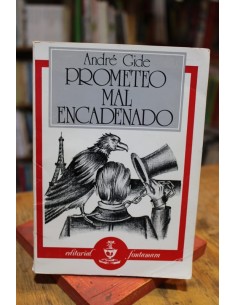 André Gide
PROMETEO
MAL
ENCADENADO
editorial fontamara